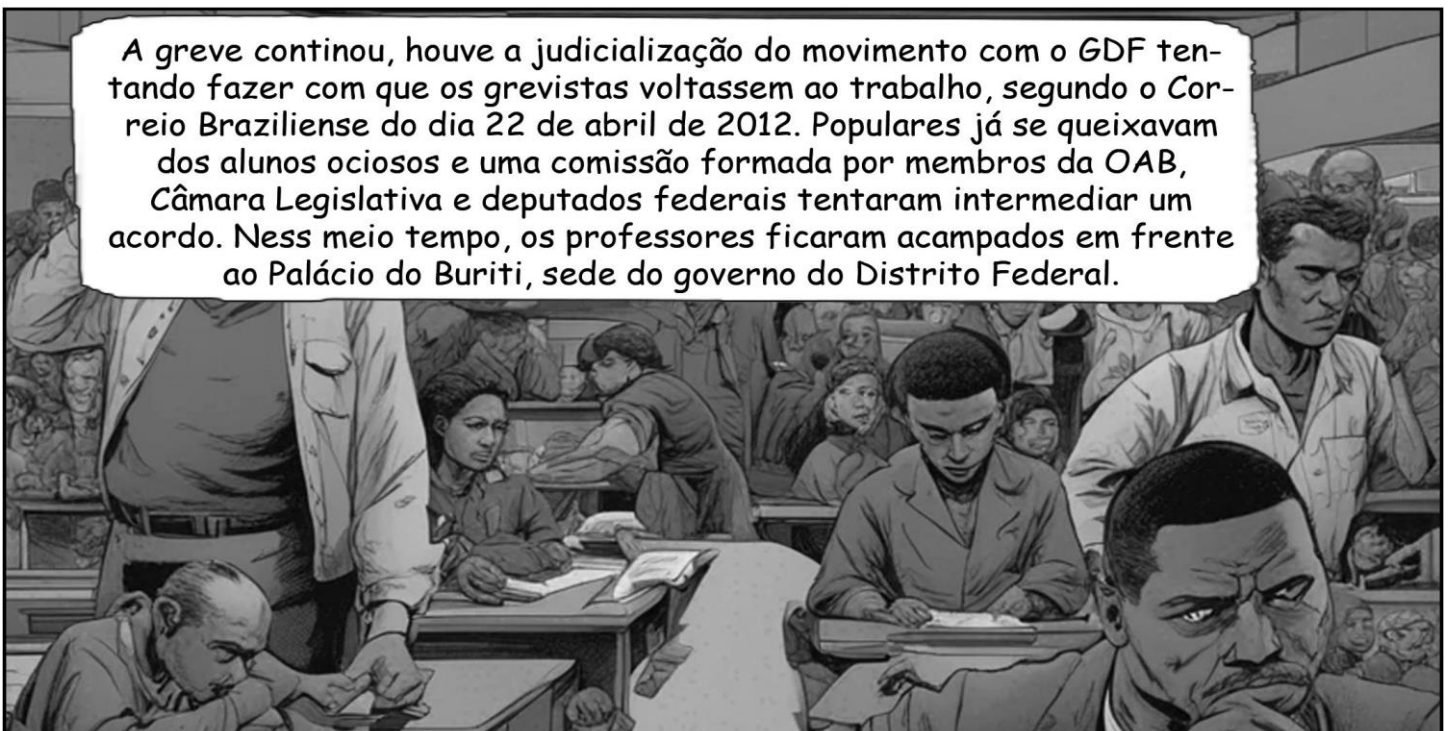 A greve continou, houve a judicialização do movimento com o GDF ten-
tando fazer com que os grevistas voltassem ao trabalho, segundo o Cor-
reio Braziliense do dia 22 de abril de 2012. Populares já se queixavam
dos alunos ociosos e uma comissão formada por membros da OAB,
Câmara Legislativa e deputados federais tentaram intermediar um
acordo. Ness meio tempo, os professores ficaram acampados em frente
ao Palácio do Buriti, sede do governo do Distrito Federal.